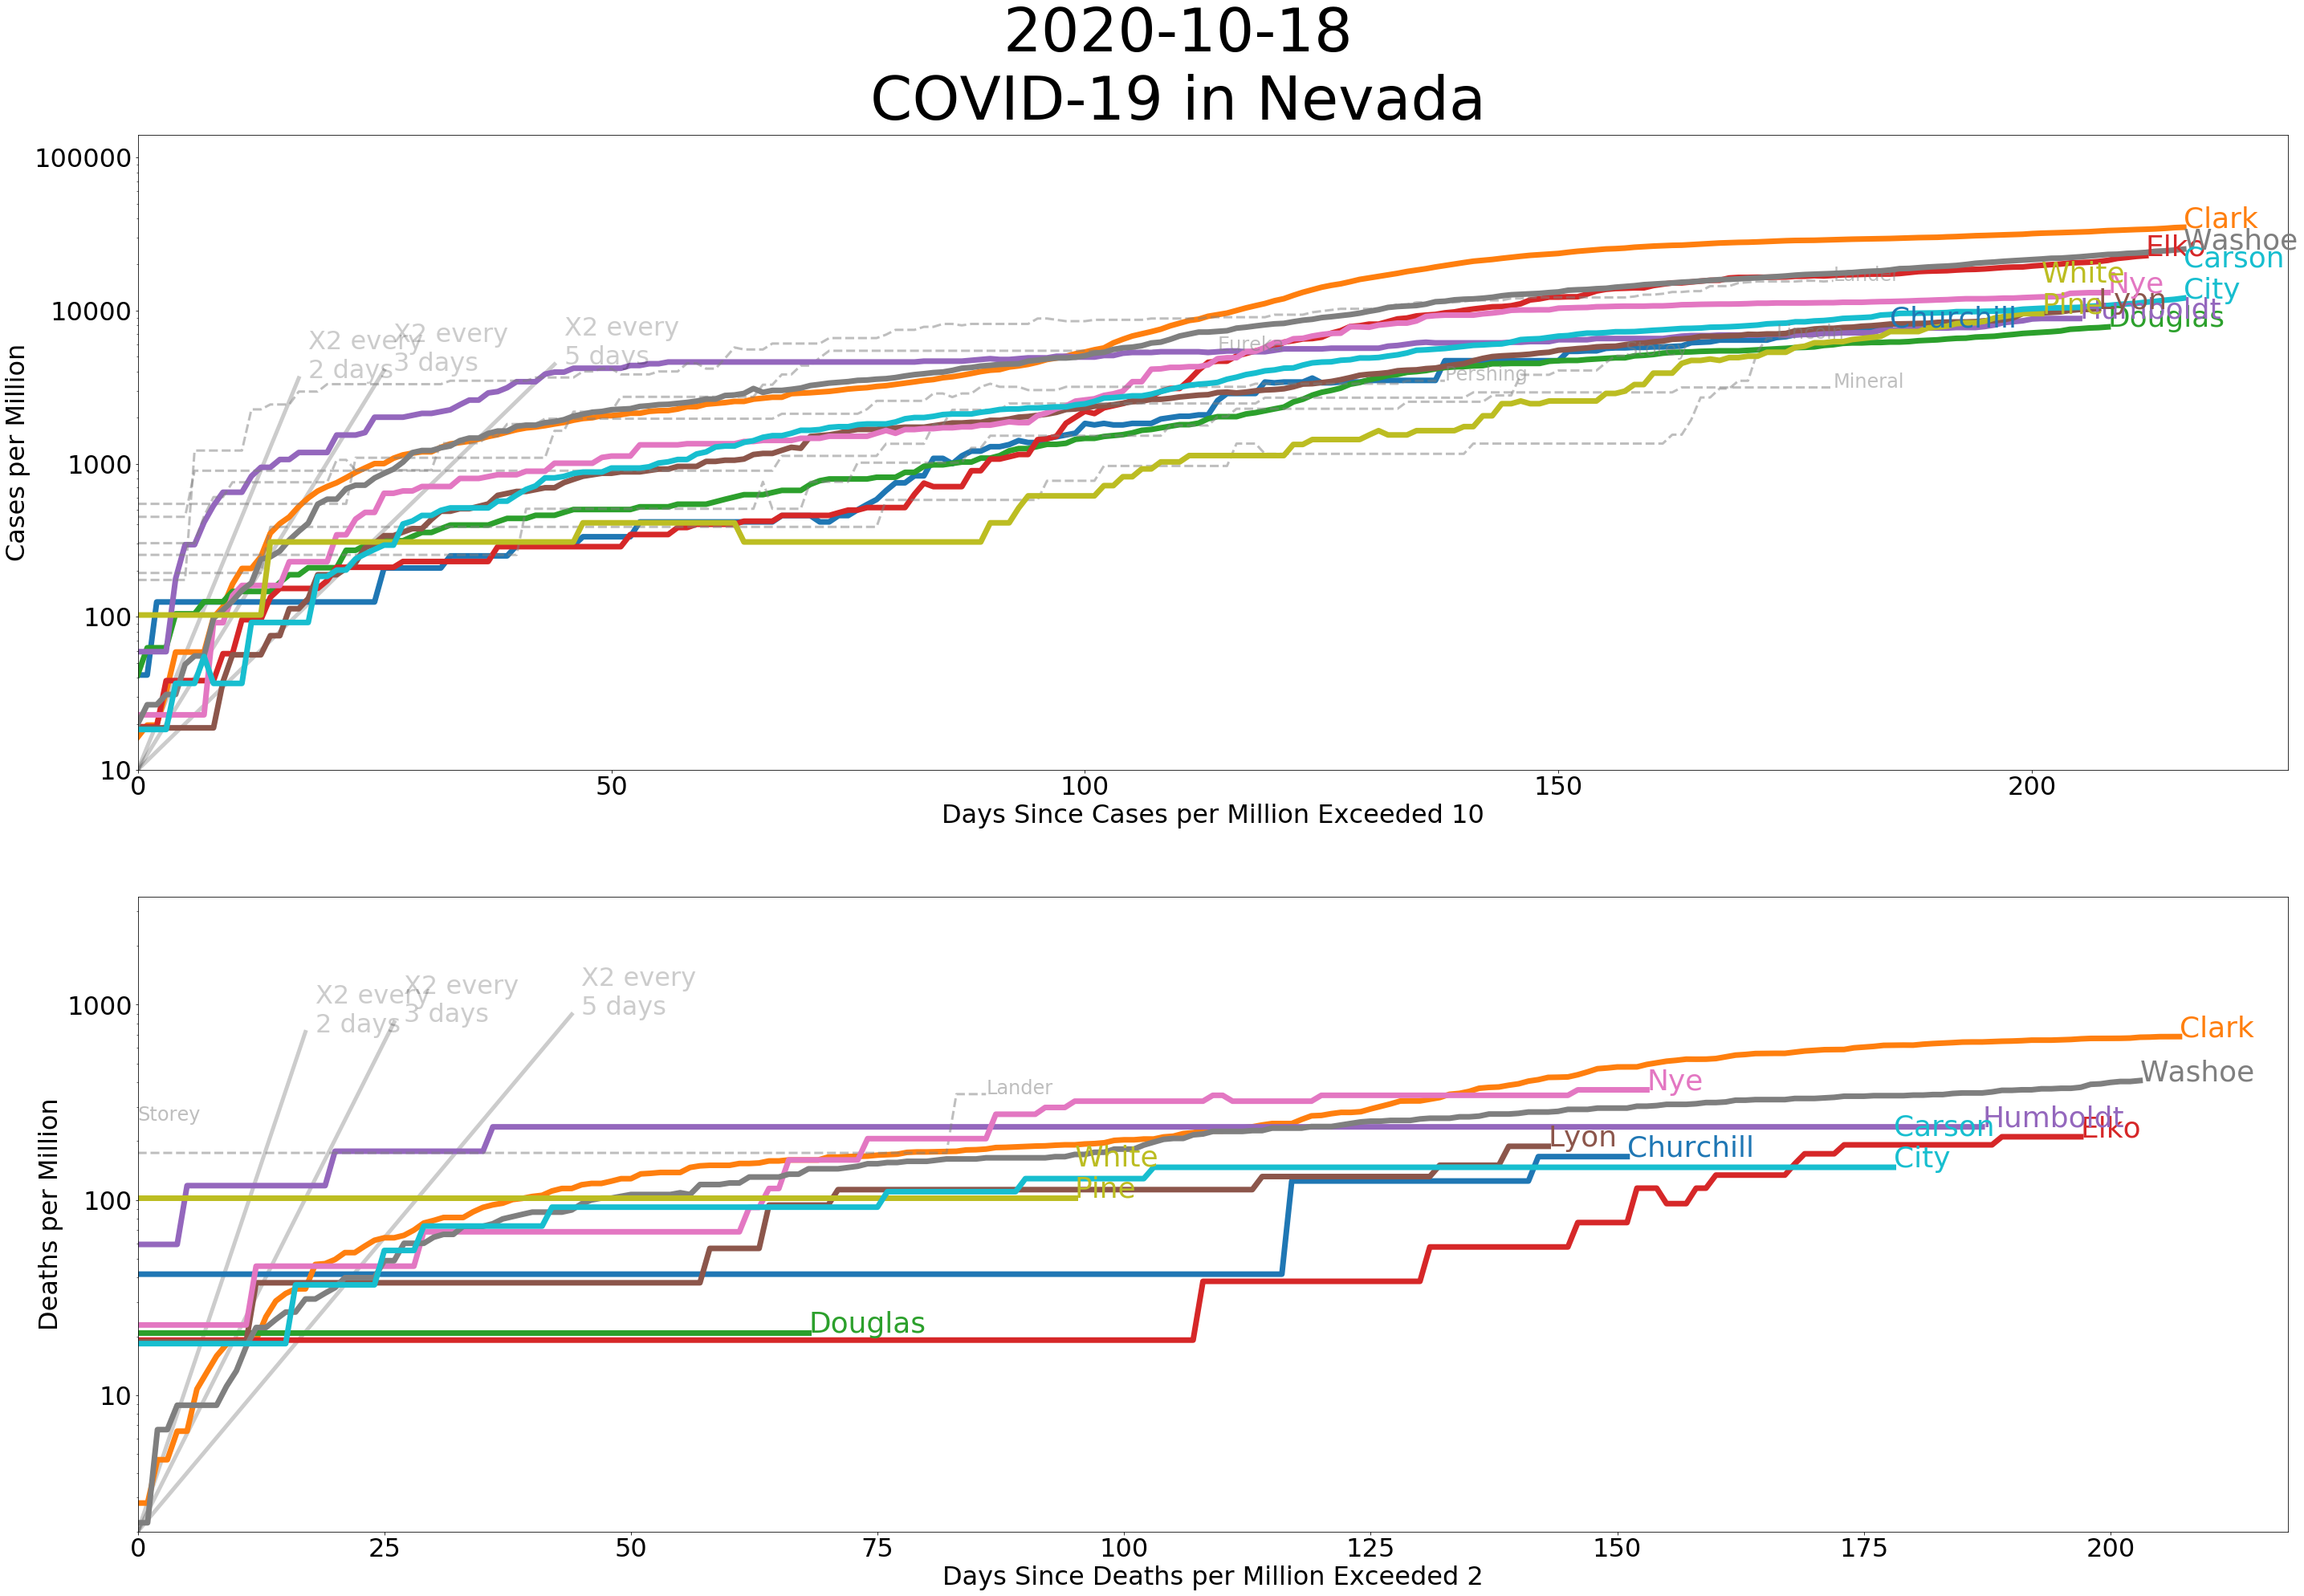 2020-10-18
COVID-19 in Nevada
Cases per Million
100000
10000
1000
100
10
X2 every
2 days
X2 every
3 days
X2 every
5 days
Clark
Washoe
Elko
Carson
City
White
Pine
Nye
Lyon
Humboldt
Douglas
Churchill
Lander
Pershing
Mineral
0
50
100
150
200
Days Since Cases per Million Exceeded 10
Deaths per Million
1000
100
10
X2 every
2 days
X2 every
3 days
X2 every
5 days
Storey
Lander
Clark
Washoe
Nye
Humboldt
Carson
City
Elko
Lyon
Churchill
White
Pine
Douglas
0
25
50
75
100
125
150
175
200
Days Since Deaths per Million Exceeded 2